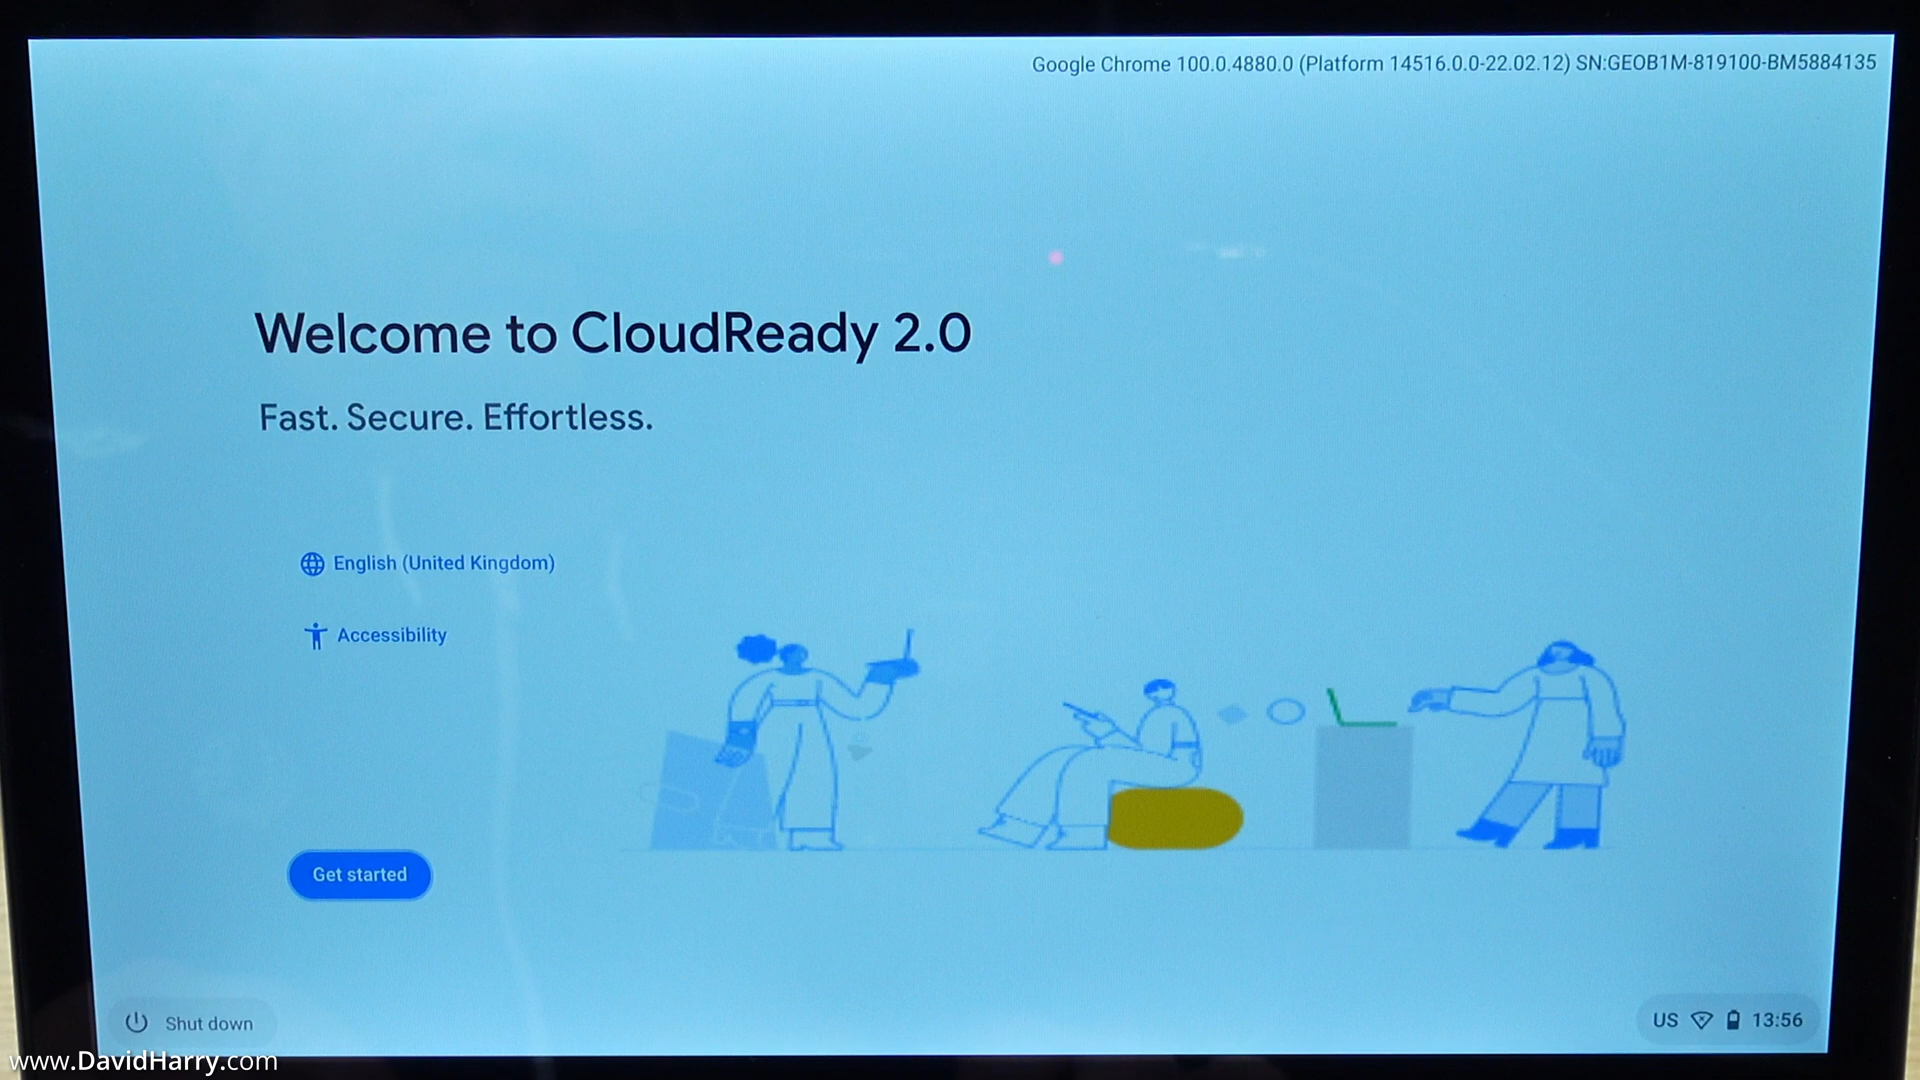 Google Chrome 100.0.4880.0 (Platform 14516.0.0-22.02.12) SN:GEOB1M-819100-BM5884135
Welcome to CloudReady 2.0
Fast. Secure. Effortless.
English (United Kingdom)
Accessibility
Get started
Shut down
US 13:56
www.DavidHarry.com